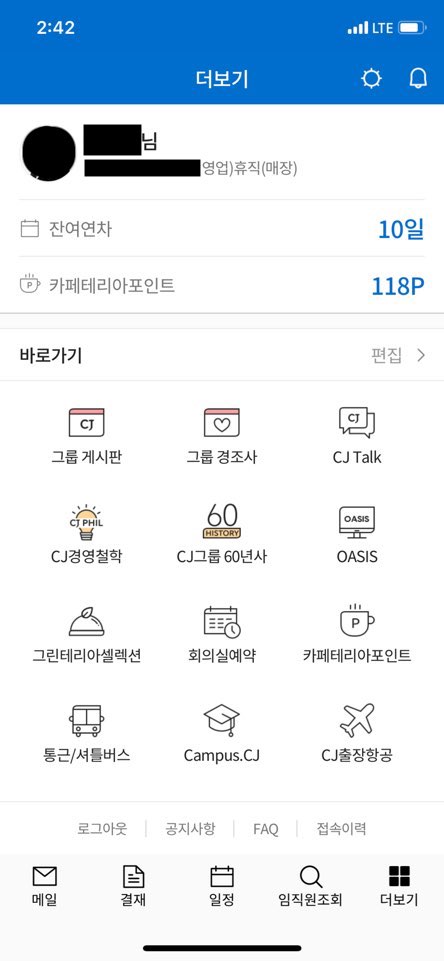 2:42 LTE
더보기
님
영업)휴직(매장)
잔여연차 10일
P 카페테리아포인트 118P
바로가기 편집
CJ
그룹 게시판 그룹 경조사 CJ Talk
CJ PHIL 60 HISTORY OASIS
CJ경영철학 CJ그룹 60년사 OASIS
P
그린테리아셀렉션 회의실예약 카페테리아포인트
통근/셔틀버스 Campus.CJ CJ출장항공
로그아웃 공지사항 FAQ 접속이력
메일 결재 일정 임직원조회 더보기